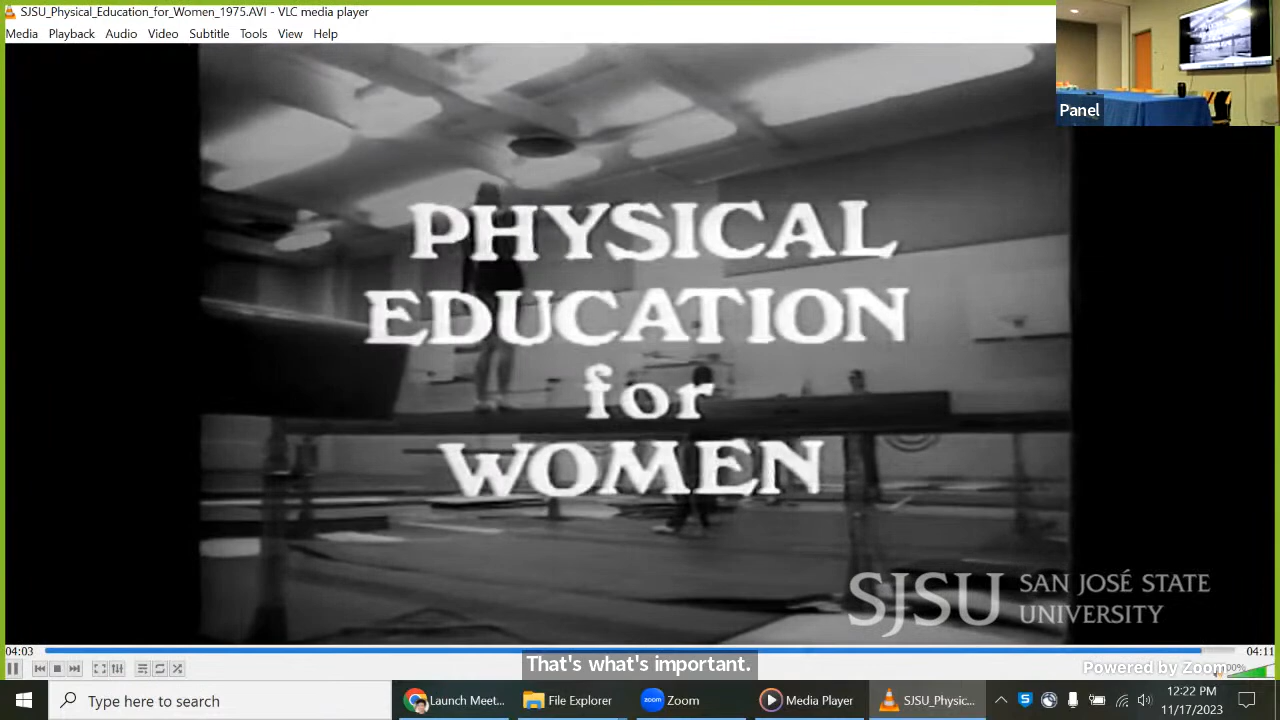 SJSU_Physical_Education_for_Women_1975.AVI - VLC media player
Media Playback Audio Video Subtitle Tools View Help
Panel
PHYSICAL
EDUCATION
for
WOMEN
SJSU SAN JOSÉ STATE
UNIVERSITY
04:03
04:11
That's what's important.
Powered by Zoom
Type here to search
Launch Meet...
File Explorer
Zoom
zoom
Media Player
SJSU_Physic...
12:22 PM
11/17/2023